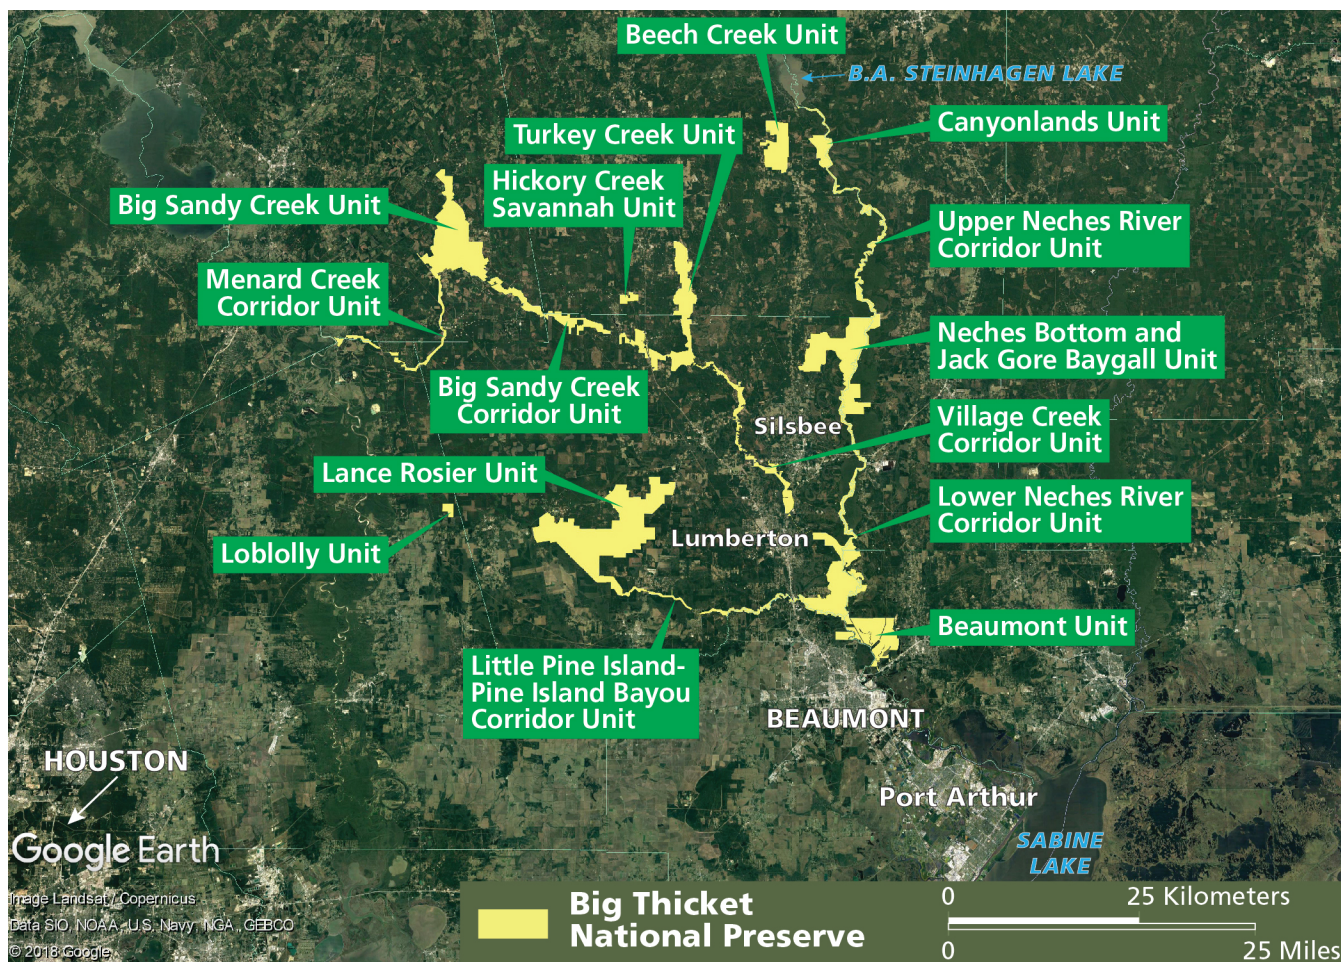 Beech Creek Unit
B.A. STEINHAGEN LAKE
Canyonlands Unit
Turkey Creek Unit
Hickory Creek
Savannah Unit
Big Sandy Creek Unit
Upper Neches River
Corridor Unit
Menard Creek
Corridor Unit
Neches Bottom and
Jack Gore Baygall Unit
Big Sandy Creek
Corridor Unit
Silsbee
Village Creek
Corridor Unit
Lance Rosier Unit
Lower Neches River
Corridor Unit
Lumberton
Loblolly Unit
Beaumont Unit
Little Pine Island-
Pine Island Bayou
Corridor Unit
BEAUMONT
HOUSTON
Port Arthur
Google Earth
SABINE
LAKE
Image Landsat / Copernicus
Data SIO, NOAA, U.S. Navy, NGA, GEBCO
© 2018 Google
Big Thicket
National Preserve
0 25 Kilometers
0 25 Miles